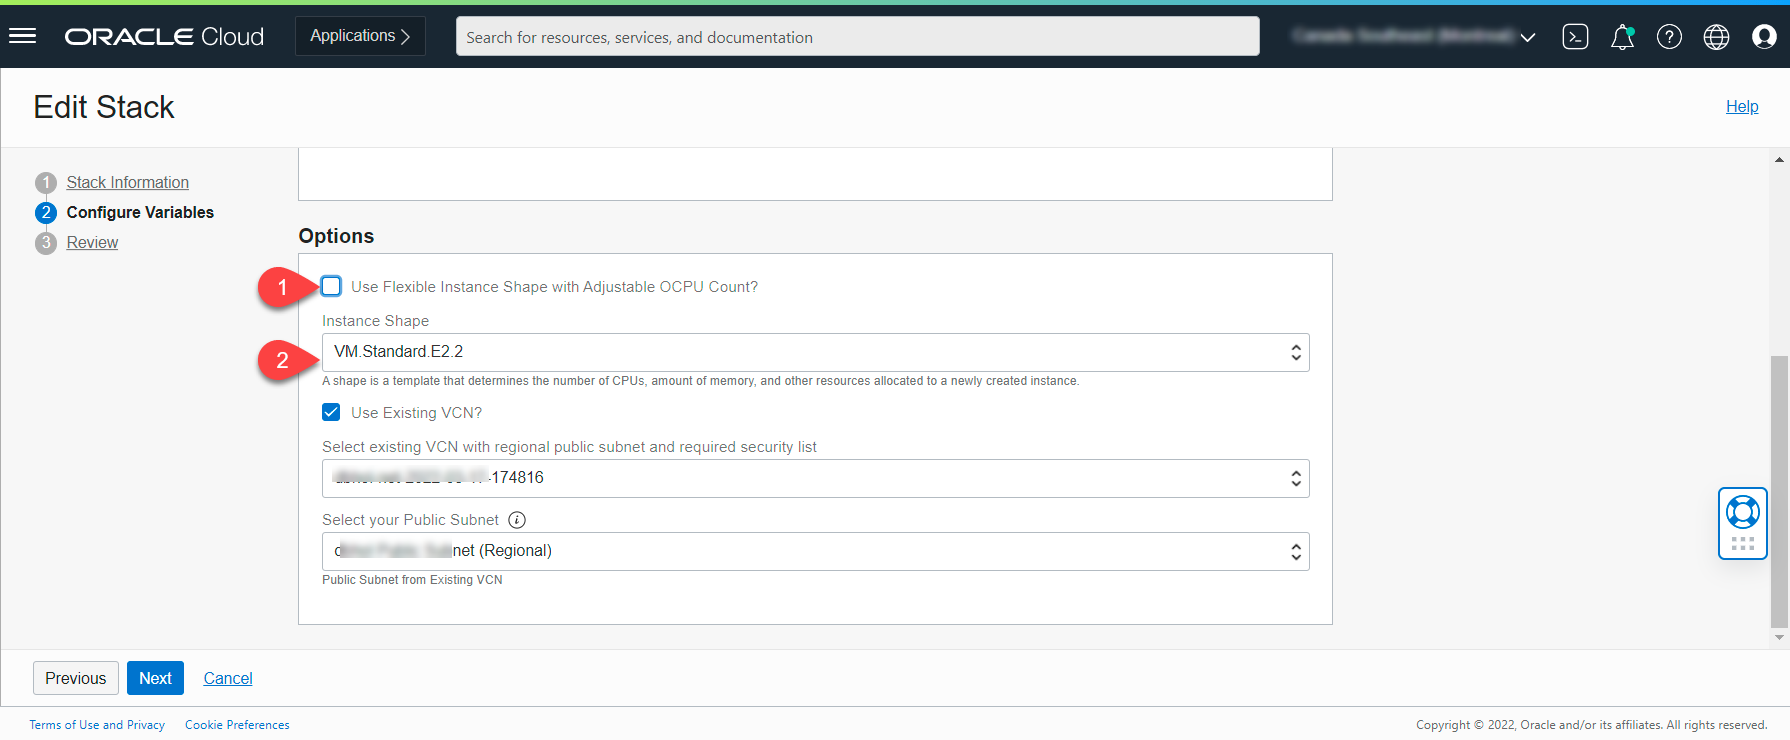 ORACLE Cloud
Applications
Search for resources, services, and documentation
Edit Stack
Help
1 Stack Information
2 Configure Variables
3 Review
Options
1
Use Flexible Instance Shape with Adjustable OCPU Count?
Instance Shape
2
VM.Standard.E2.2
A shape is a template that determines the number of CPUs, amount of memory, and other resources allocated to a newly created instance.
Use Existing VCN?
Select existing VCN with regional public subnet and required security list
-174816
Select your Public Subnet
net (Regional)
Public Subnet from Existing VCN
Previous
Next
Cancel
Terms of Use and Privacy
Cookie Preferences
Copyright © 2022, Oracle and/or its affiliates. All rights reserved.